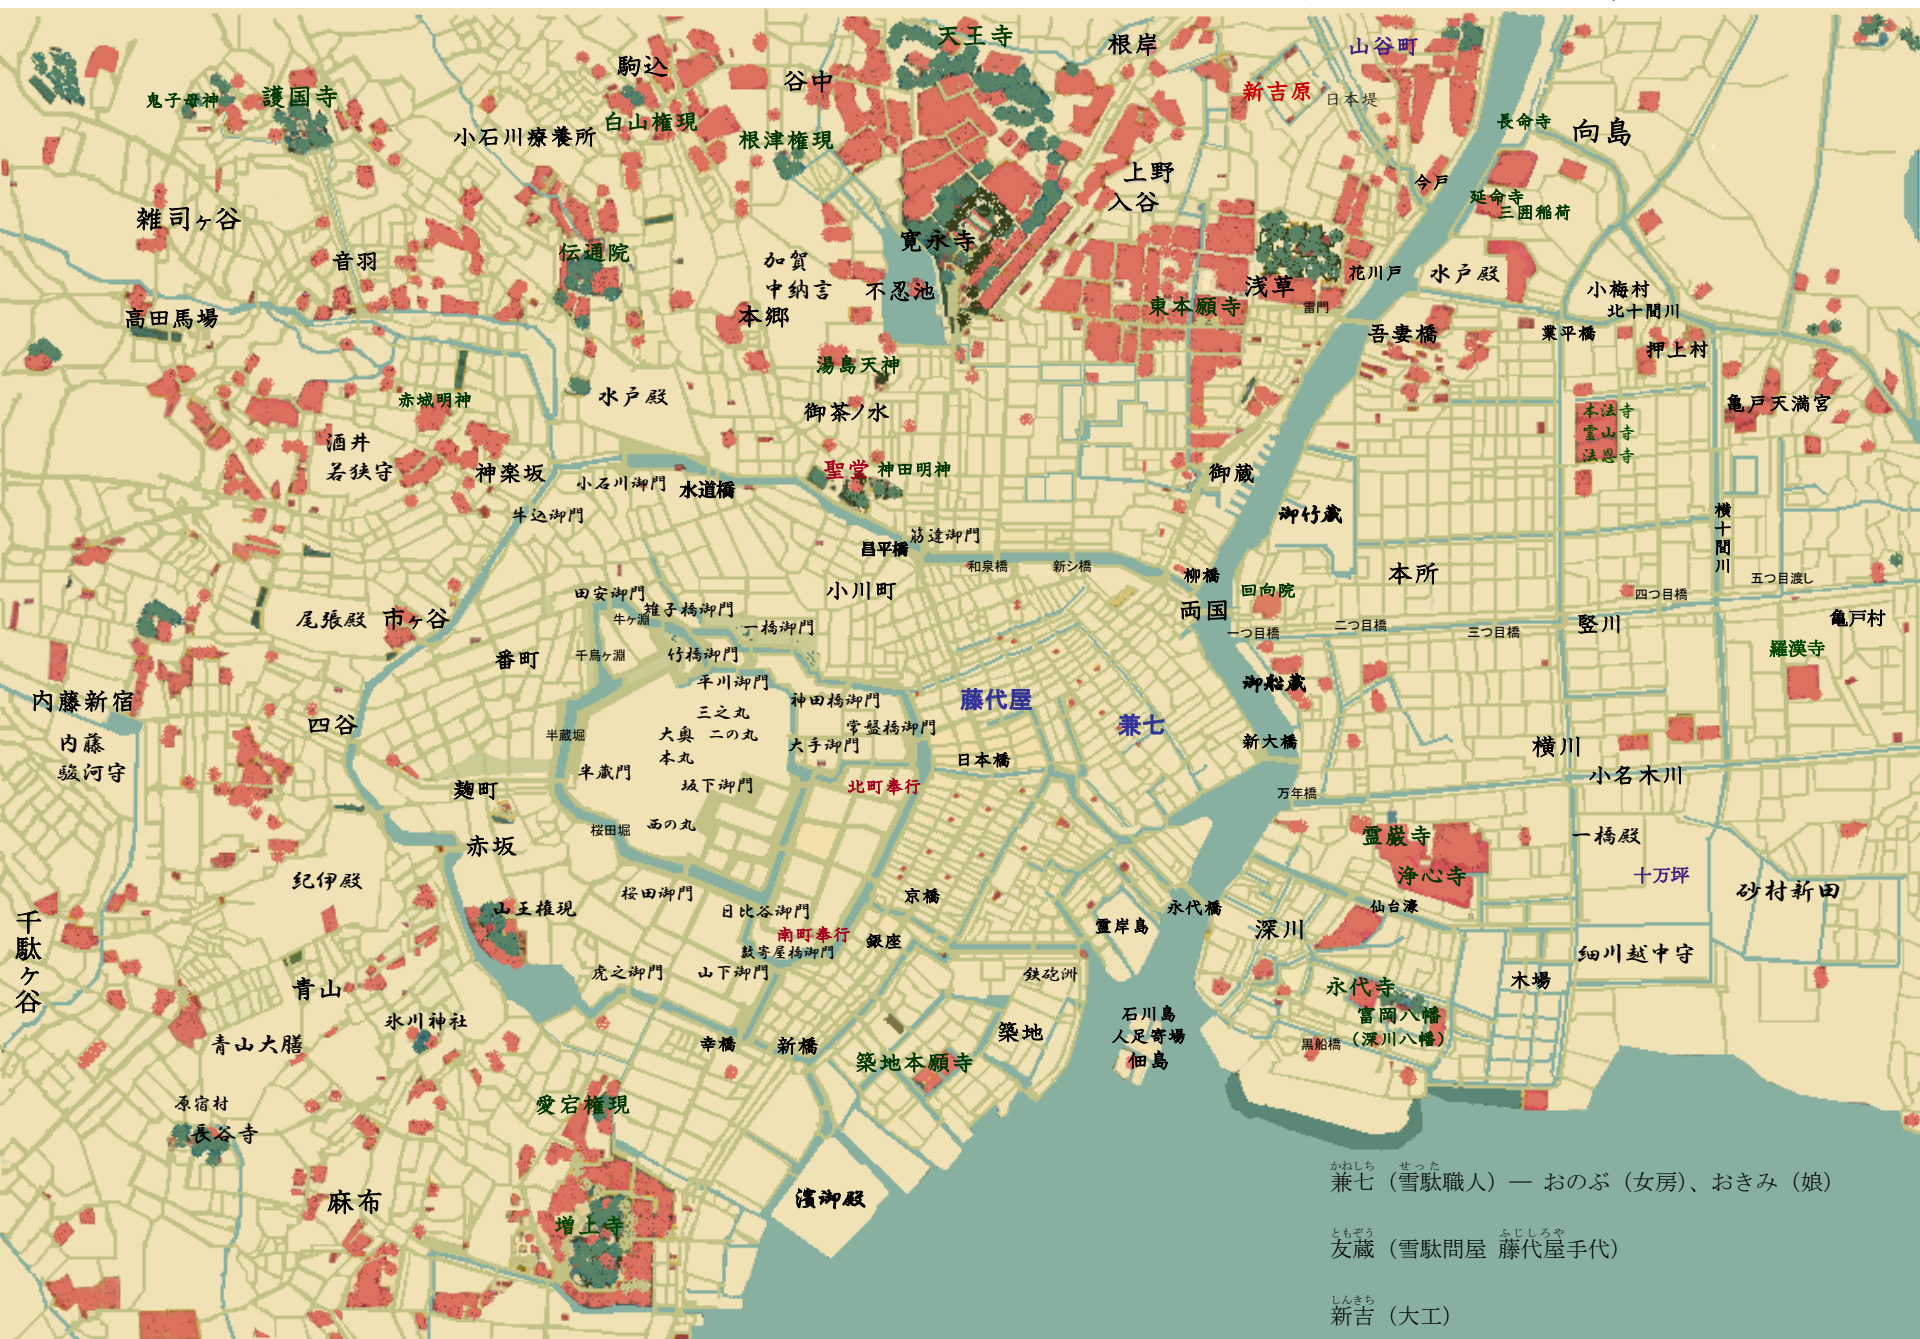 天王寺
根岸
山谷町
駒込
谷中
鬼子母神
護国寺
新吉原
日本堤
白山権現
長命寺
向島
小石川療養所
根津権現
上野
入谷
今戸
延命寺
三囲稲荷
雑司ヶ谷
音羽
伝通院
寛永寺
加賀
中納言
不忍池
本郷
浅草
花川戸
水戸殿
東本願寺
雷門
小梅村
北十間川
高田馬場
吾妻橋
業平橋
押上村
湯島天神
赤城明神
水戸殿
御茶ノ水
本法寺
霊山寺
法恩寺
亀戸天満宮
酒井
若狭守
神楽坂
小石川御門
水道橋
聖堂
神田明神
御蔵
御竹蔵
牛込御門
横十間川
昌平橋
筋違御門
和泉橋
新シ橋
柳橋
本所
五つ目渡し
田安御門
小川町
回向院
四つ目橋
尾張殿
市ヶ谷
牛ヶ淵
雉子橋御門
一橋御門
両国
一つ目橋
二つ目橋
三つ目橋
竪川
亀戸村
番町
千鳥ヶ淵
竹橋御門
羅漢寺
平川御門
御船蔵
内藤新宿
神田橋御門
藤代屋
四谷
三之丸
兼七
常盤橋御門
半蔵堀
大奥
二の丸
大手御門
新大橋
横川
内藤
駿河守
本丸
日本橋
半蔵門
坂下御門
北町奉行
小名木川
麹町
万年橋
桜田堀
西の丸
赤坂
霊巌寺
一橋殿
紀伊殿
浄心寺
十万坪
砂村新田
桜田御門
京橋
山王権現
日比谷御門
永代橋
仙台濠
千駄ヶ谷
南町奉行
銀座
霊岸島
深川
数寄屋橋御門
細川越中守
虎之御門
山下御門
鉄砲洲
木場
青山
永代寺
氷川神社
石川島
人足寄場
佃島
富岡八幡
（深川八幡）
青山大膳
幸橋
新橋
築地
黒船橋
築地本願寺
原宿村
愛宕権現
長谷寺
麻布
濱御殿
増上寺
かねしち せった
兼七（雪駄職人）― おのぶ（女房）、おきみ（娘）
ともぞう ふじしろや
友蔵（雪駄問屋 藤代屋手代）
しんきち
新吉（大工）